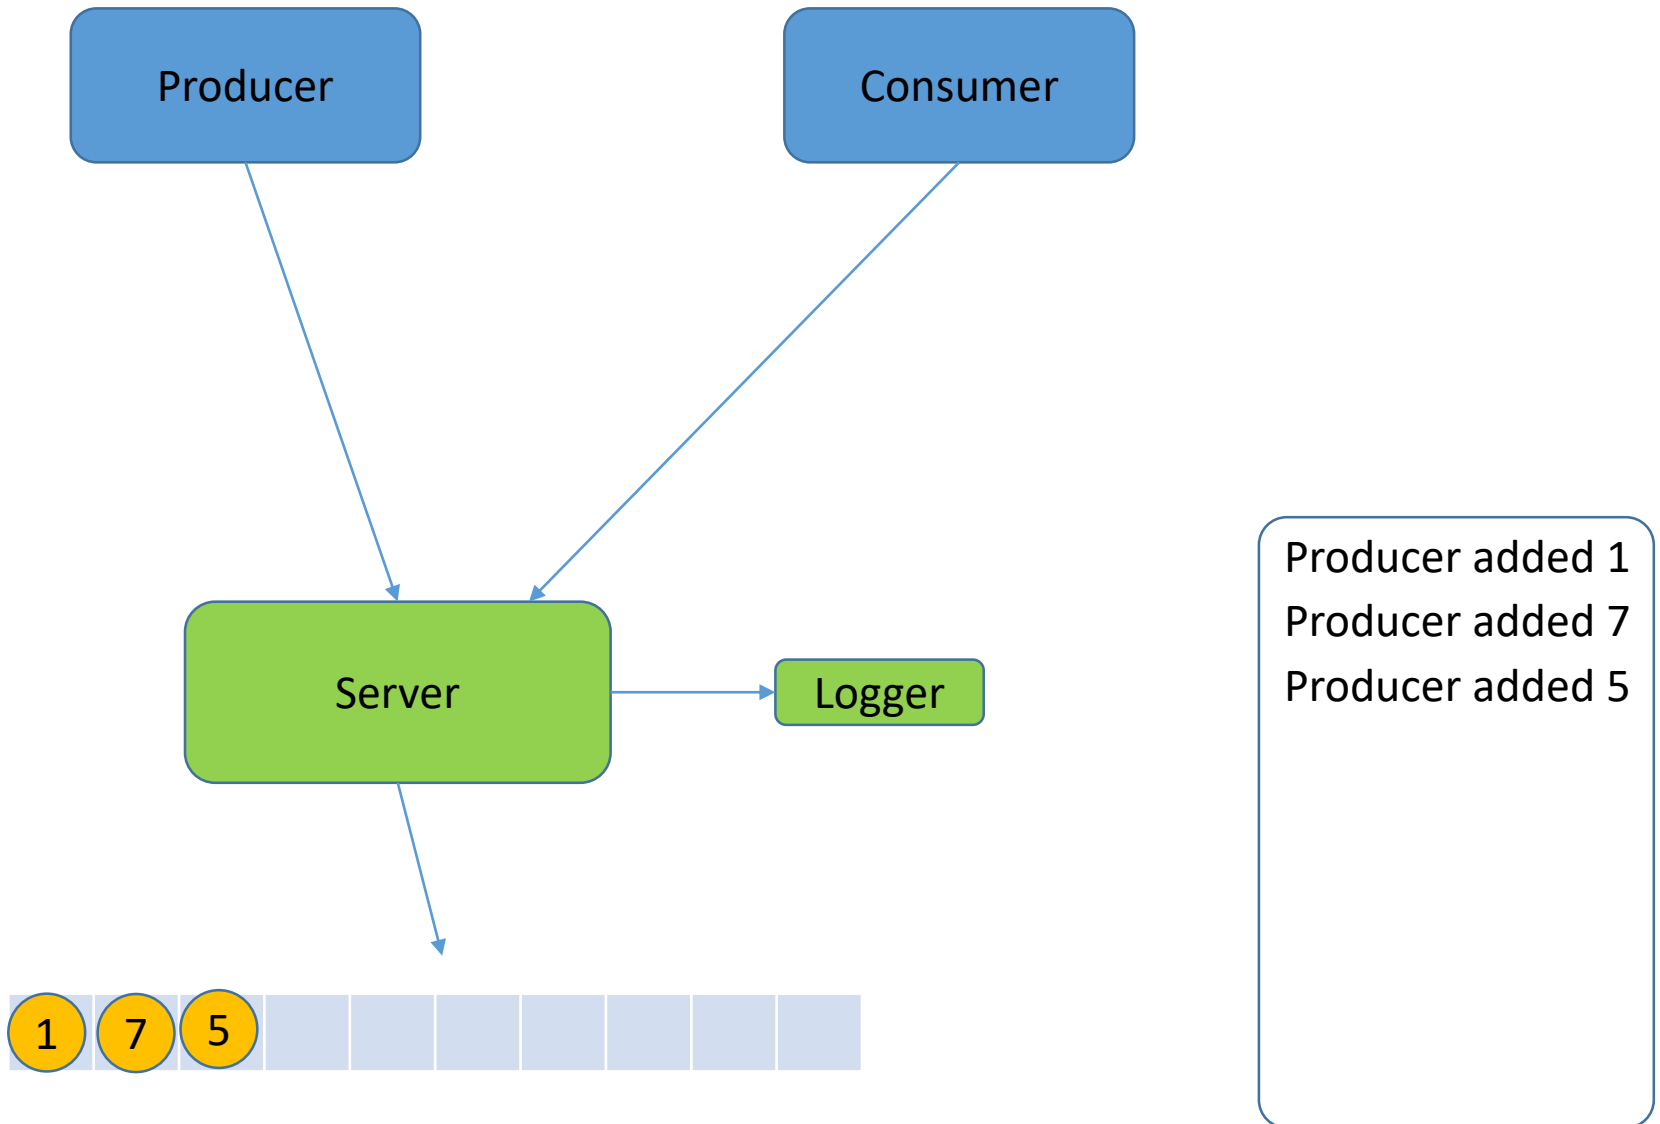 Producer
Consumer
Producer added 1
Producer added 7
Producer added 5
Server
Logger
1
7
5